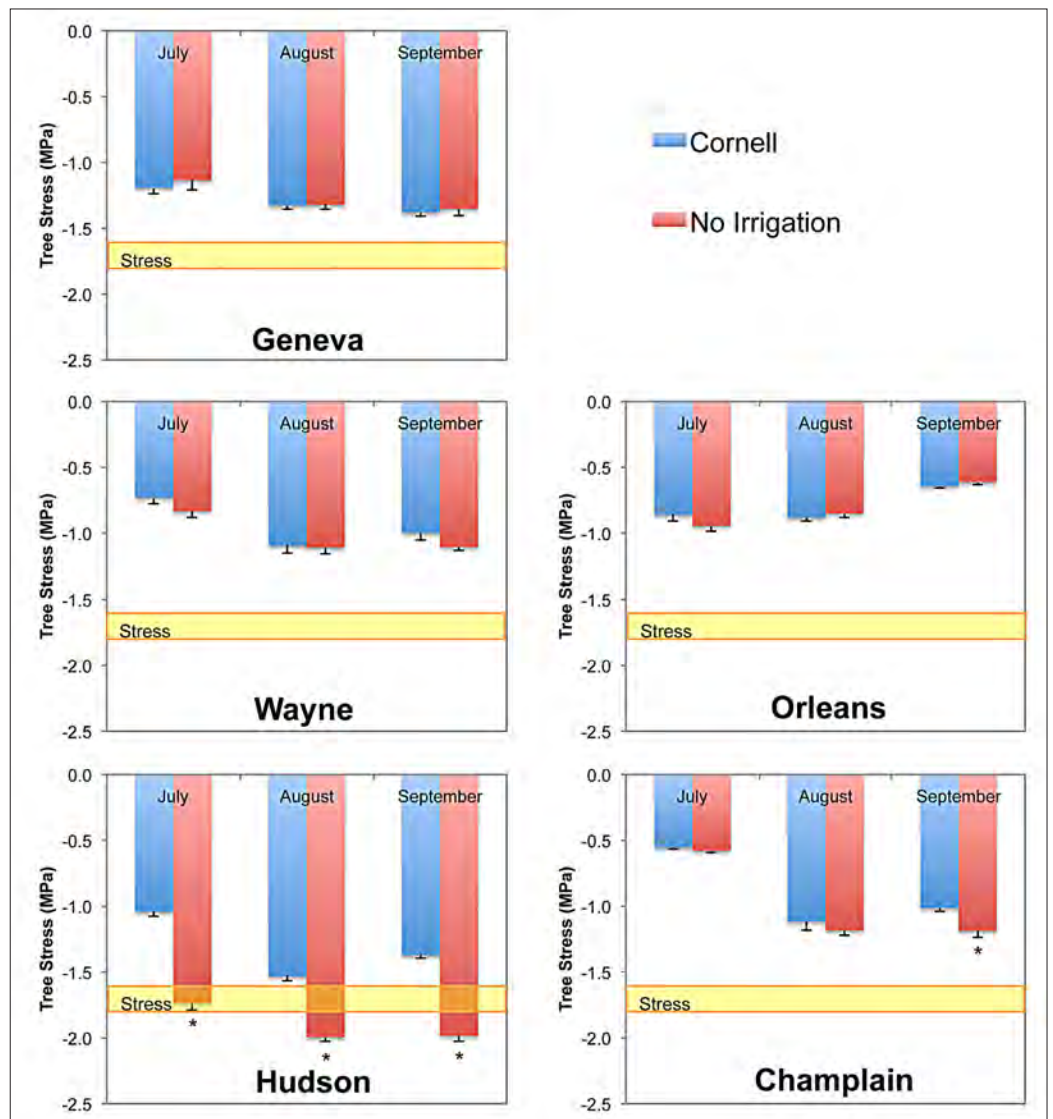 0.0
-0.5
-1.0
-1.5
-2.0
-2.5
Tree Stress (MPa)
July August September
Stress
Geneva
Cornell
No Irrigation
0.0
-0.5
-1.0
-1.5
-2.0
-2.5
Tree Stress (MPa)
July August September
Stress
Wayne
0.0
-0.5
-1.0
-1.5
-2.0
-2.5
Tree Stress (MPa)
July August September
Stress
Orleans
0.0
-0.5
-1.0
-1.5
-2.0
-2.5
Tree Stress (MPa)
July August September
Stress
* * *
Hudson
0.0
-0.5
-1.0
-1.5
-2.0
-2.5
Tree Stress (MPa)
July August September
*
Stress
Champlain